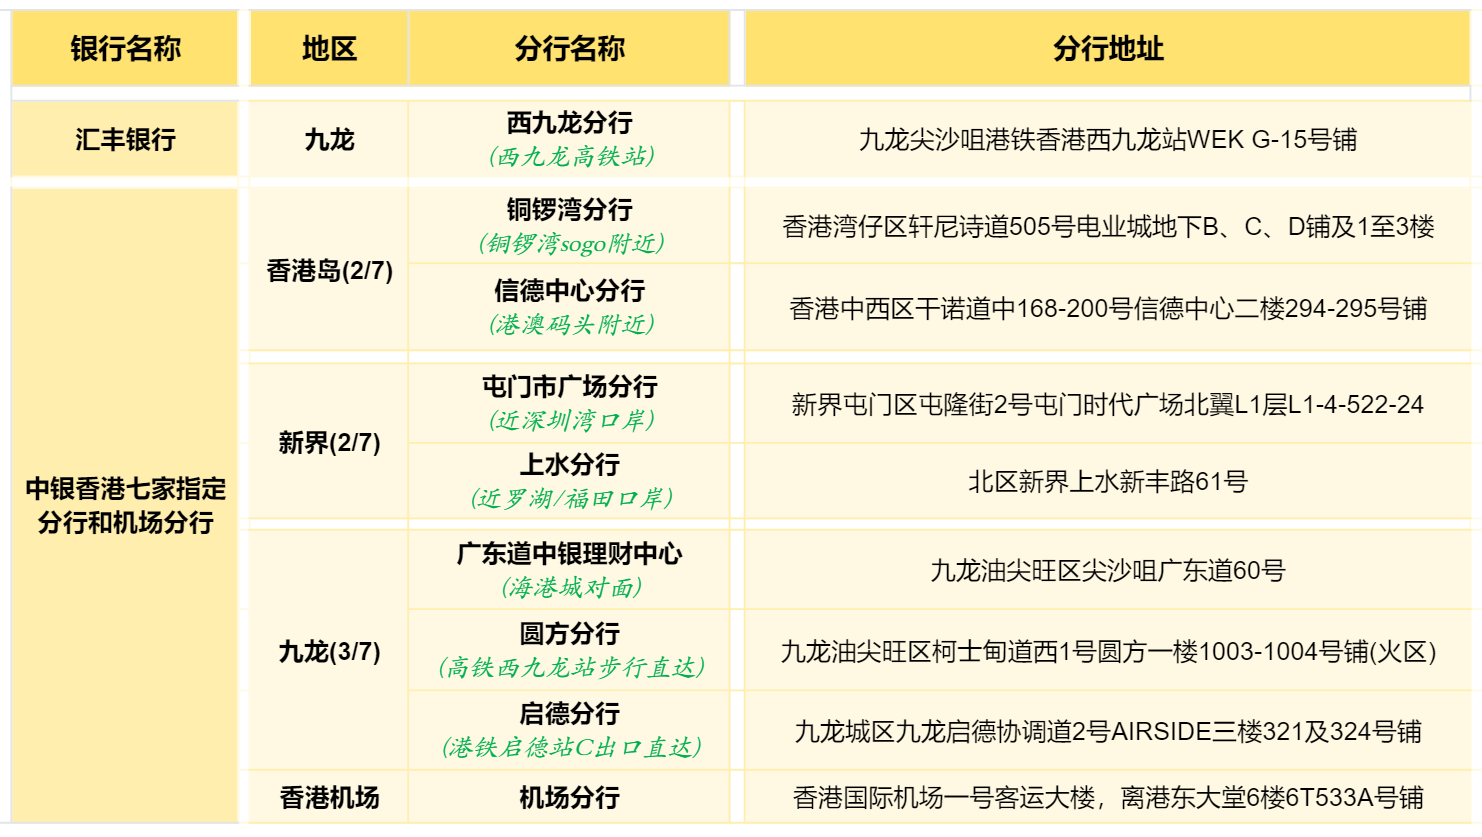 银行名称
地区
分行名称
分行地址
汇丰银行
九龙
西九龙分行
(西九龙高铁站)
九龙尖沙咀港铁香港西九龙站WEK G-15号铺
中银香港七家指定
分行和机场分行
香港岛(2/7)
铜锣湾分行
(铜锣湾sogo附近)
香港湾仔区轩尼诗道505号电业城地下B、C、D铺及1至3楼
信德中心分行
(港澳码头附近)
香港中西区干诺道中168-200号信德中心二楼294-295号铺
新界(2/7)
屯门市广场分行
(近深圳湾口岸)
新界屯门区屯隆街2号屯门时代广场北翼L1层L1-4-522-24
上水分行
(近罗湖/福田口岸)
北区新界上水新丰路61号
九龙(3/7)
广东道中银理财中心
(海港城对面)
九龙油尖旺区尖沙咀广东道60号
圆方分行
(高铁西九龙站步行直达)
九龙油尖旺区柯士甸道西1号圆方一楼1003-1004号铺(火区)
启德分行
(港铁启德站C出口直达)
九龙城区九龙启德协调道2号AIRSIDE三楼321及324号铺
香港机场
机场分行
香港国际机场一号客运大楼，离港东大堂6楼6T533A号铺